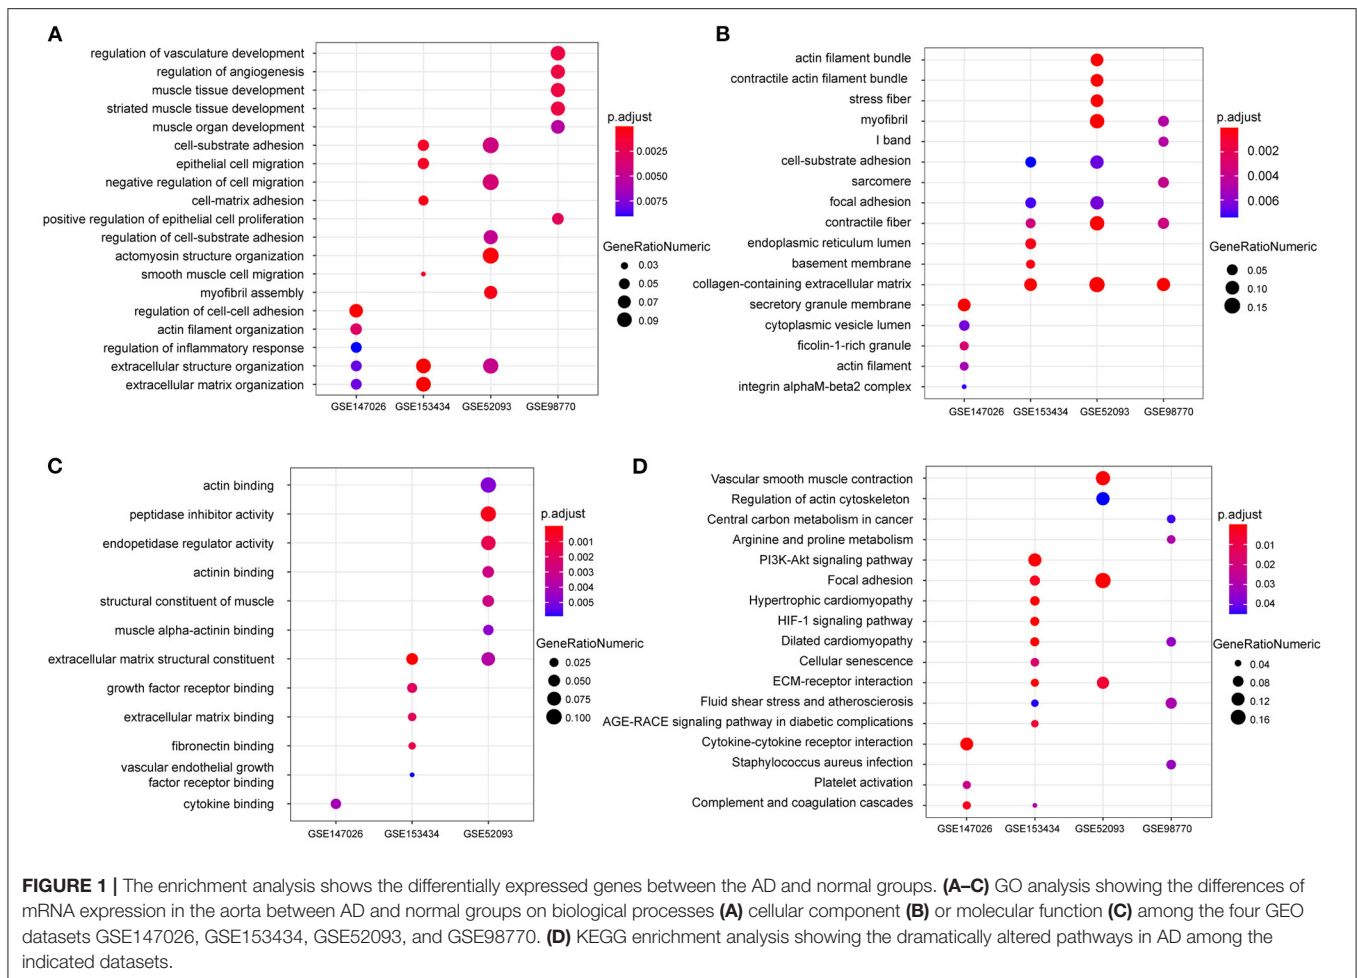 A
regulation of vasculature development
regulation of angiogenesis
muscle tissue development
striated muscle tissue development
muscle organ development
cell-substrate adhesion
epithelial cell migration
negative regulation of cell migration
cell-matrix adhesion
positive regulation of epithelial cell proliferation
regulation of cell-substrate adhesion
actomyosin structure organization
smooth muscle cell migration
myofibril assembly
regulation of cell-cell adhesion
actin filament organization
regulation of inflammatory response
extracellular structure organization
extracellular matrix organization
GSE147026 GSE153434 GSE52093 GSE98770
p.adjust
0.0025
0.0050
0.0075
GeneRatioNumeric
0.03
0.05
0.07
0.09
B
actin filament bundle
contractile actin filament bundle
stress fiber
myofibril
I band
cell-substrate adhesion
sarcomere
focal adhesion
contractile fiber
endoplasmic reticulum lumen
basement membrane
collagen-containing extracellular matrix
secretory granule membrane
cytoplasmic vesicle lumen
ficolin-1-rich granule
actin filament
integrin alphaM-beta2 complex
GSE147026 GSE153434 GSE52093 GSE98770
p.adjust
0.002
0.004
0.006
GeneRatioNumeric
0.05
0.10
0.15
C
actin binding
peptidase inhibitor activity
endopetidase regulator activity
actinin binding
structural constituent of muscle
muscle alpha-actinin binding
extracellular matrix structural constituent
growth factor receptor binding
extracellular matrix binding
fibronectin binding
vascular endothelial growth
factor receptor binding
cytokine binding
GSE147026 GSE153434 GSE52093
p.adjust
0.001
0.002
0.003
0.004
0.005
GeneRatioNumeric
0.025
0.050
0.075
0.100
D
Vascular smooth muscle contraction
Regulation of actin cytoskeleton
Central carbon metabolism in cancer
Arginine and proline metabolism
PI3K-Akt signaling pathway
Focal adhesion
Hypertrophic cardiomyopathy
HIF-1 signaling pathway
Dilated cardiomyopathy
Cellular senescence
ECM-receptor interaction
Fluid shear stress and atherosclerosis
AGE-RACE signaling pathway in diabetic complications
Cytokine-cytokine receptor interaction
Staphylococcus aureus infection
Platelet activation
Complement and coagulation cascades
GSE147026 GSE153434 GSE52093 GSE98770
p.adjust
0.01
0.02
0.03
0.04
GeneRatioNumeric
0.04
0.08
0.12
0.16
FIGURE 1 | The enrichment analysis shows the differentially expressed genes between the AD and normal groups. (A–C) GO analysis showing the differences of
mRNA expression in the aorta between AD and normal groups on biological processes (A) cellular component (B) or molecular function (C) among the four GEO
datasets GSE147026, GSE153434, GSE52093, and GSE98770. (D) KEGG enrichment analysis showing the dramatically altered pathways in AD among the
indicated datasets.